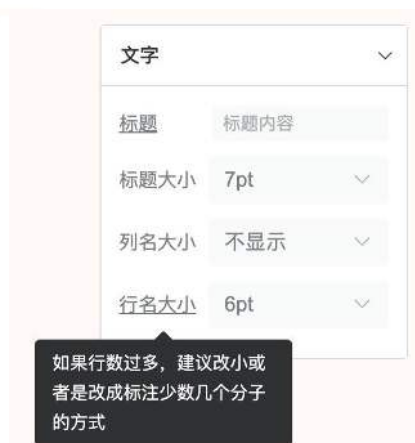 文字
标题 标题内容
标题大小 7pt
列名大小 不显示
行名大小 6pt
如果行数过多，建议改小或
者是改成标注少数几个分子
的方式